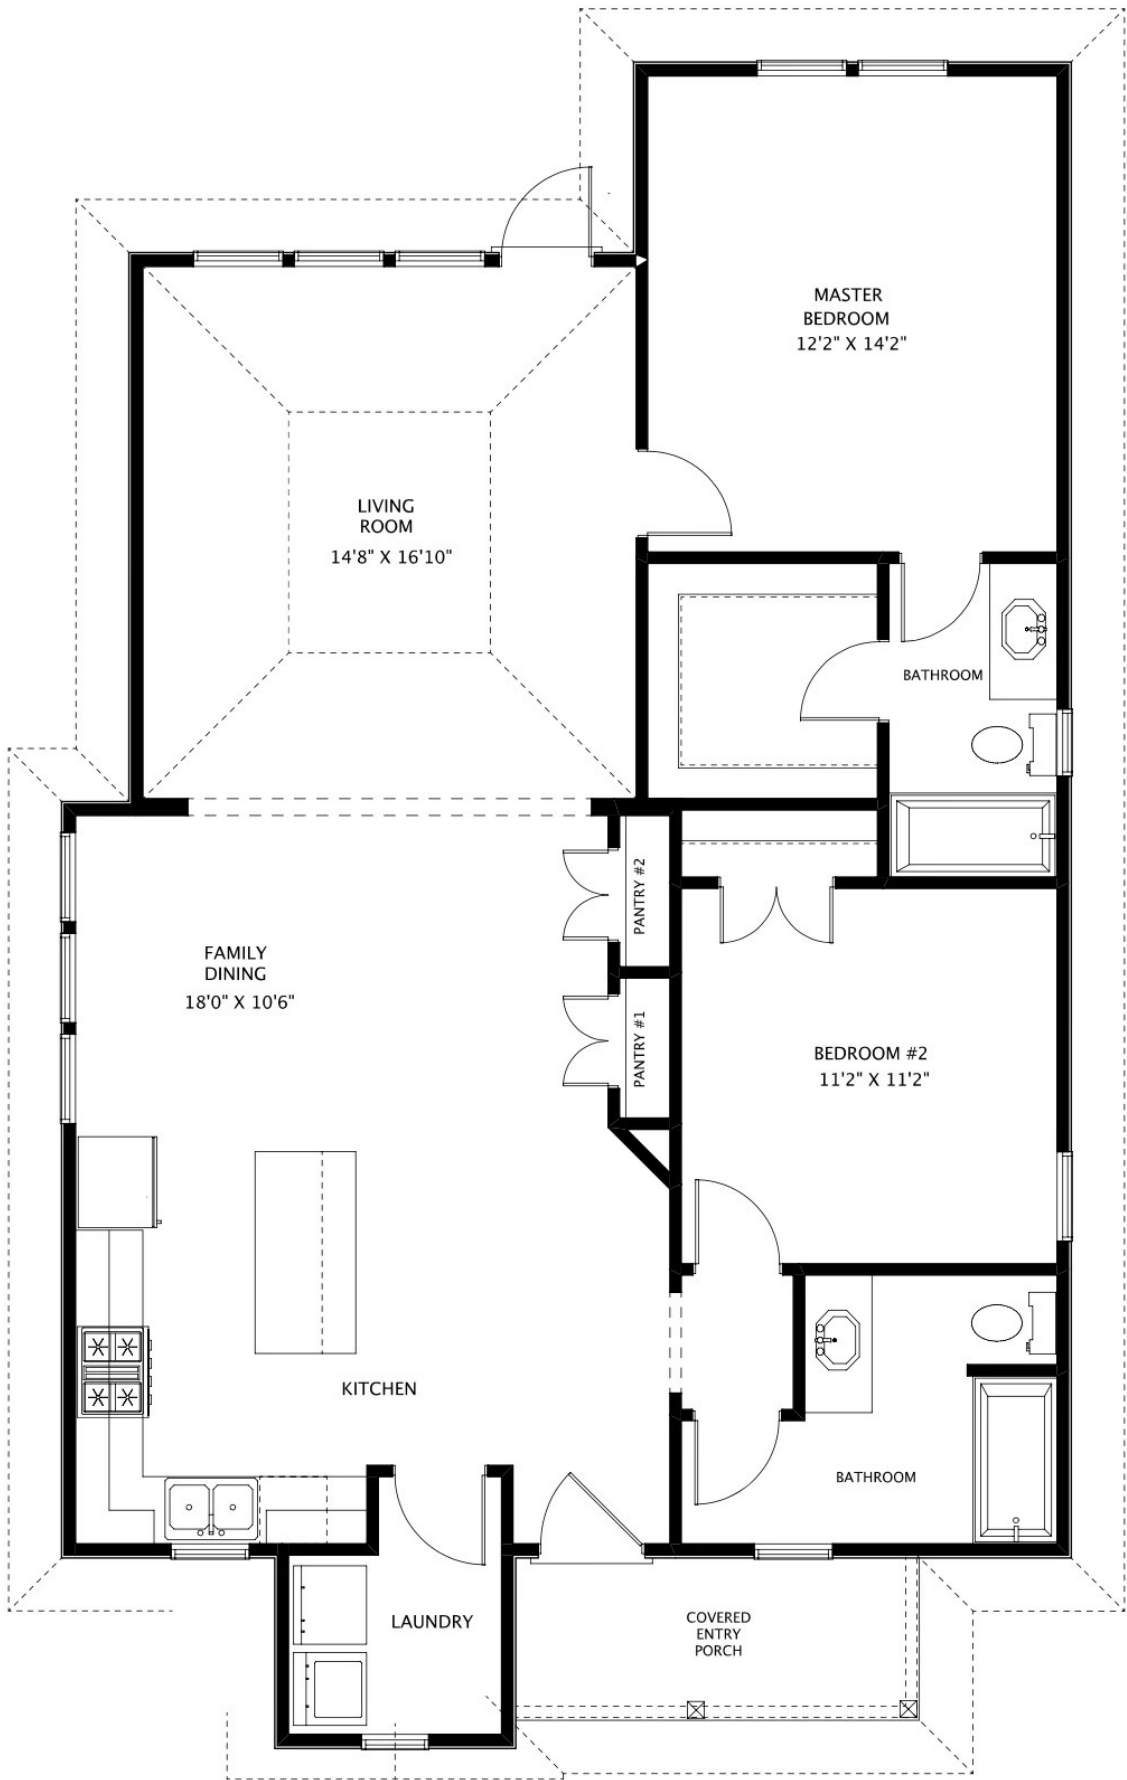 MASTER
BEDROOM
12'2" X 14'2"
LIVING
ROOM
14'8" X 16'10"
BATHROOM
PANTRY #2
FAMILY
DINING
18'0" X 10'6"
PANTRY #1
BEDROOM #2
11'2" X 11'2"
KITCHEN
BATHROOM
LAUNDRY
COVERED
ENTRY
PORCH